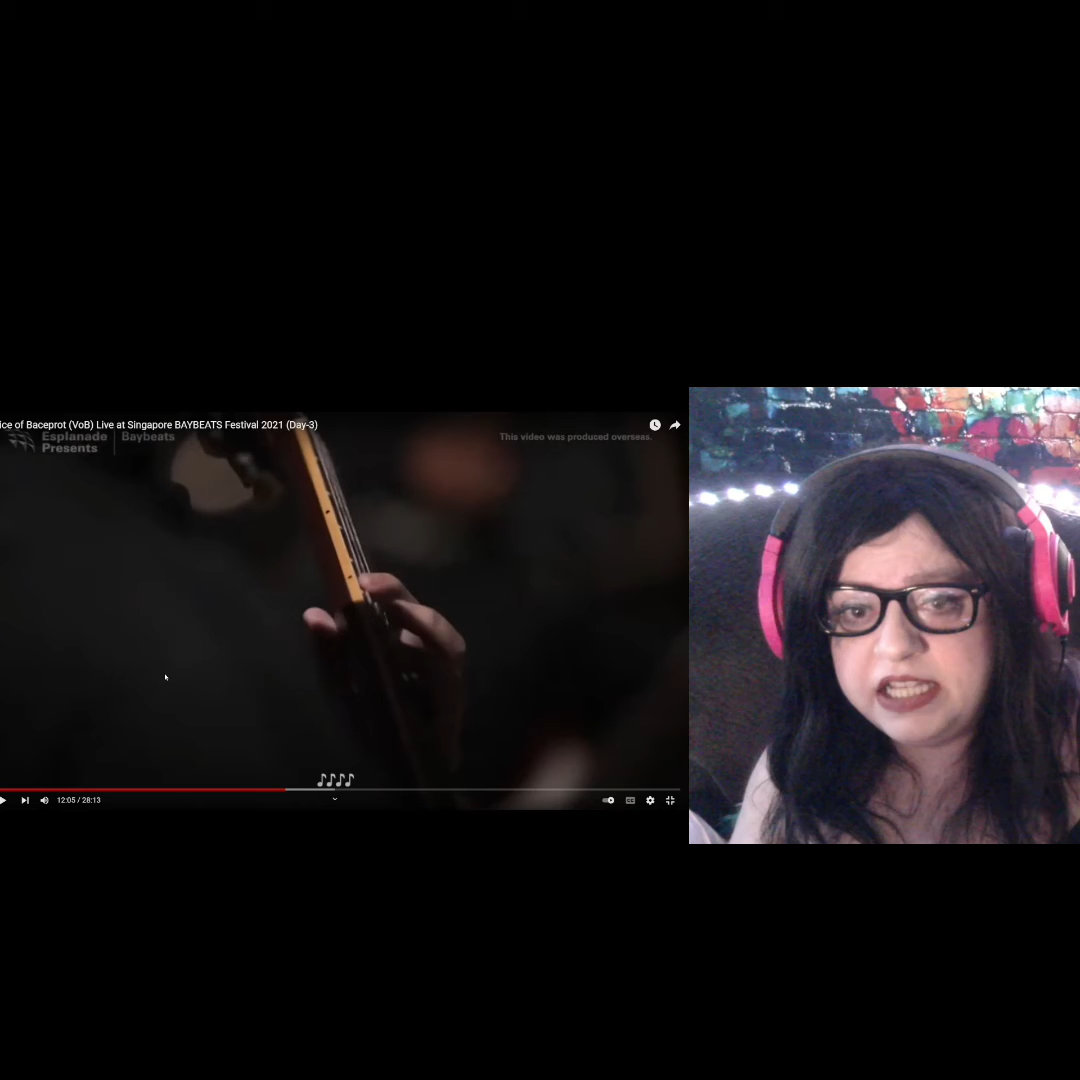 ice of Baceprot (VoB) Live at Singapore BAYBEATS Festival 2021 (Day-3)
Esplanade
Presents
Baybeats
This video was produced overseas.
12:05 / 28:13